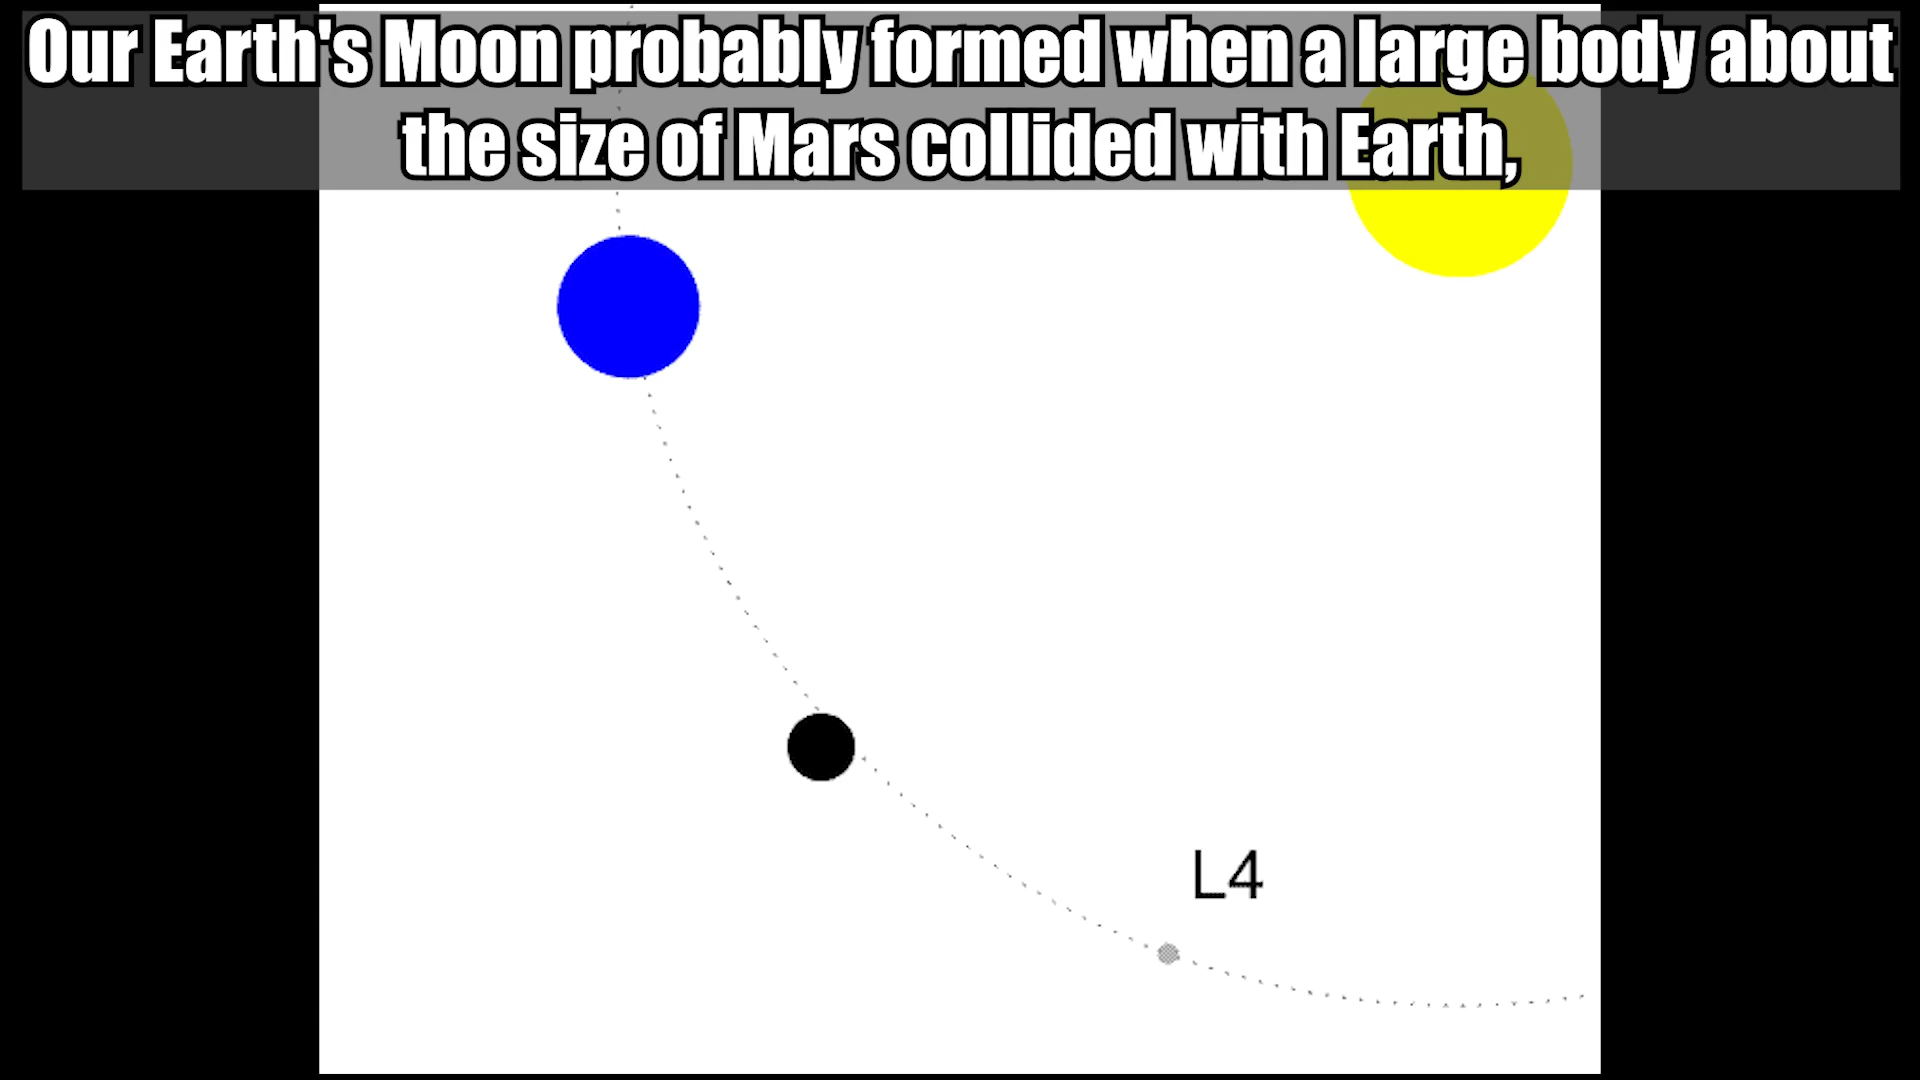 Our Earth's Moon probably formed when a large body about
the size of Mars collided with Earth,
L4